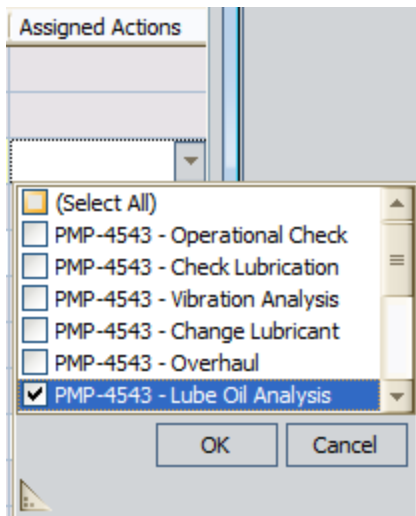 Assigned Actions
(Select All)
PMP-4543 - Operational Check
PMP-4543 - Check Lubrication
PMP-4543 - Vibration Analysis
PMP-4543 - Change Lubricant
PMP-4543 - Overhaul
PMP-4543 - Lube Oil Analysis
OK Cancel